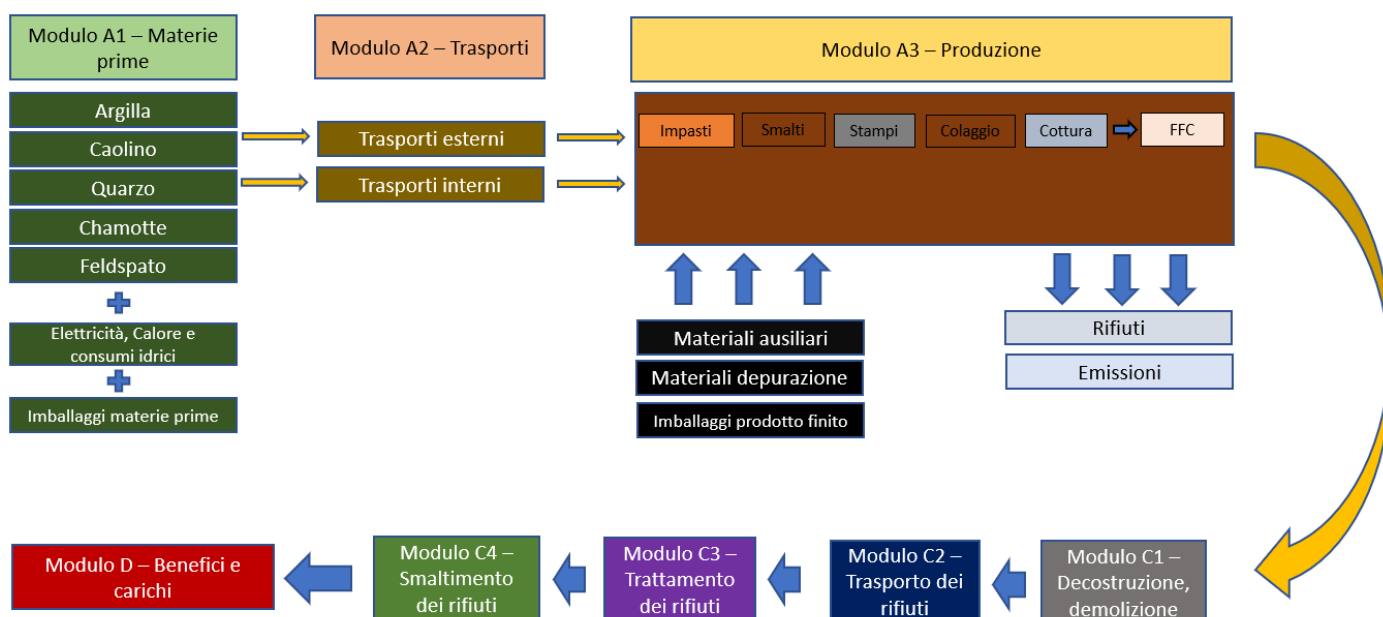 Modulo A1 – Materie
prime
Modulo A2 – Trasporti
Modulo A3 – Produzione
Argilla
Caolino
Quarzo
Chamotte
Feldspato
Elettricità, Calore e
consumi idrici
Imballaggi materie prime
Trasporti esterni
Trasporti interni
Impasti
Smalti
Stampi
Colaggio
Cottura
FFC
Materiali ausiliari
Materiali depurazione
Imballaggi prodotto finito
Rifiuti
Emissioni
Modulo D – Benefici e
carichi
Modulo C4 –
Smaltimento
dei rifiuti
Modulo C3 –
Trattamento
dei rifiuti
Modulo C2 –
Trasporto dei
rifiuti
Modulo C1 –
Decostruzione,
demolizione